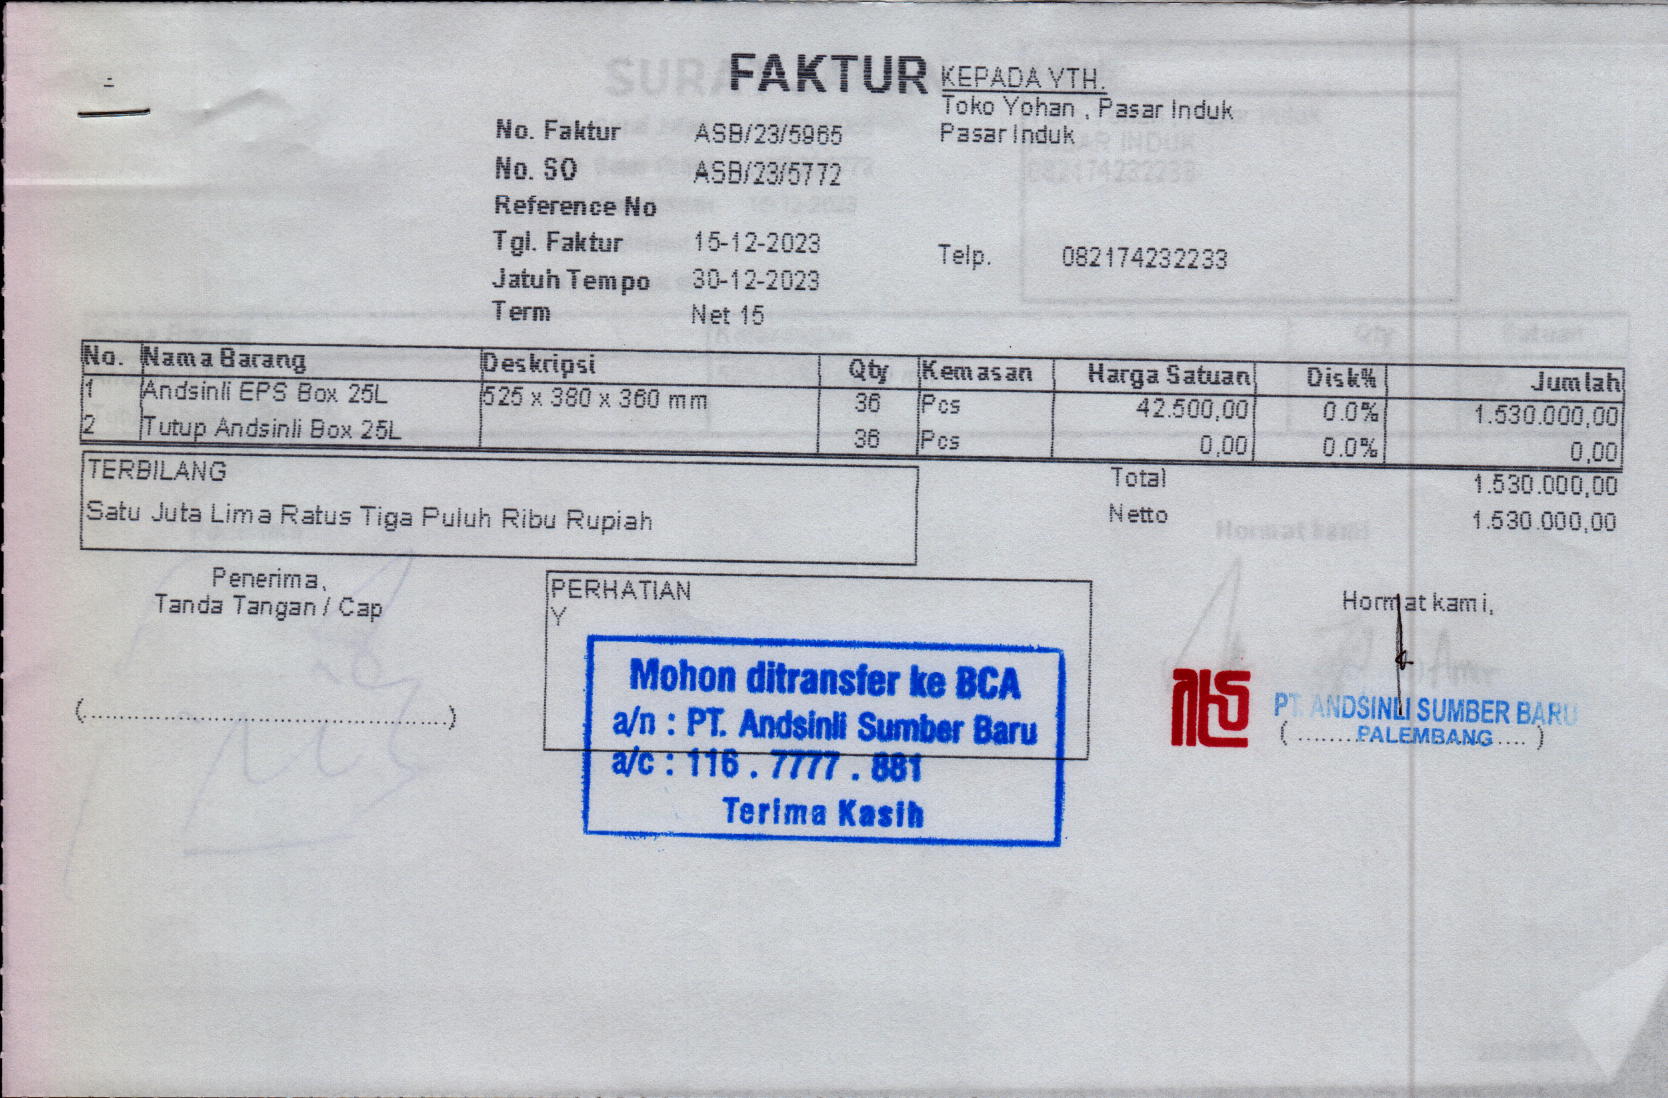 FAKTUR
KEPADA YTH.
Toko Yohan , Pasar Induk
Pasar Induk
No. Faktur ASB/23/5965
No. SO ASB/23/5772
Reference No
Tgl. Faktur 15-12-2023
Telp. 082174232233
Jatuh Tempo 30-12-2023
Term Net 15
No. Nama Barang Deskripsi Qty Kemasan Harga Satuan Disk% Jumlah
1 Andsinli EPS Box 25L 525 x 380 x 360 mm 36 Pcs 42.500,00 0.0% 1.530.000,00
2 Tutup Andsinli Box 25L 36 Pcs 0,00 0.0% 0,00
TERBILANG
Satu Juta Lima Ratus Tiga Puluh Ribu Rupiah
Total 1.530.000,00
Netto 1.530.000,00
Penerima,
Tanda Tangan / Cap
(................................................)
PERHATIAN
Y
Mohon ditransfer ke BCA
a/n : PT. Andsinli Sumber Baru
a/c : 116 . 7777 . 881
Terima Kasih
Hormat kami,
PT. ANDSINLI SUMBER BARU
( ........PALEMBANG.... )